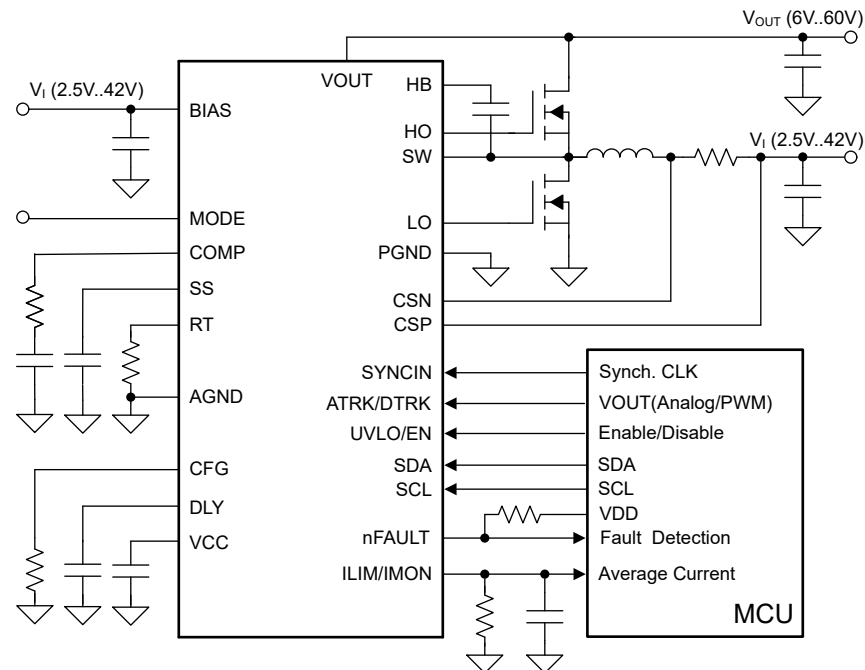 VOUT (6V..60V)
VOUT
HB
VI (2.5V..42V)
BIAS
HO
SW
VI (2.5V..42V)
MODE
LO
COMP
PGND
SS
CSN
RT
CSP
SYNCIN
Synch. CLK
AGND
ATRK/DTRK
VOUT(Analog/PWM)
UVLO/EN
Enable/Disable
CFG
SDA
SDA
SCL
SCL
DLY
VDD
VCC
nFAULT
Fault Detection
ILIM/IMON
Average Current
MCU